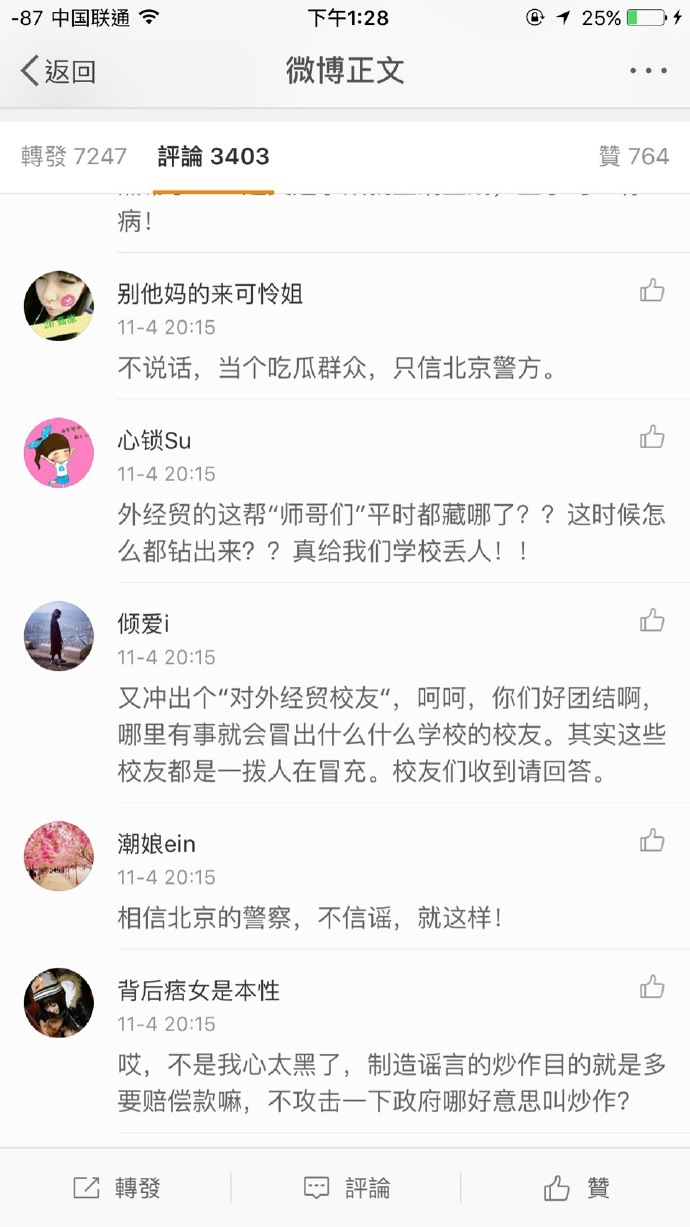 -87 中国联通 下午1:28 25%
返回 微博正文
轉發 7247 評論 3403 贊 764
病！
别他妈的来可怜姐
11-4 20:15
不说话，当个吃瓜群众，只信北京警方。
心锁Su
11-4 20:15
外经贸的这帮“师哥们”平时都藏哪了？？这时候怎
么都钻出来？？真给我们学校丢人！！
倾爱i
11-4 20:15
又冲出个“对外经贸校友“，呵呵，你们好团结啊，
哪里有事就会冒出什么什么学校的校友。其实这些
校友都是一拨人在冒充。校友们收到请回答。
潮娘ein
11-4 20:15
相信北京的警察，不信谣，就这样！
背后痞女是本性
11-4 20:15
哎，不是我心太黑了，制造谣言的炒作目的就是多
要赔偿款嘛，不攻击一下政府哪好意思叫炒作？
轉發 評論 贊